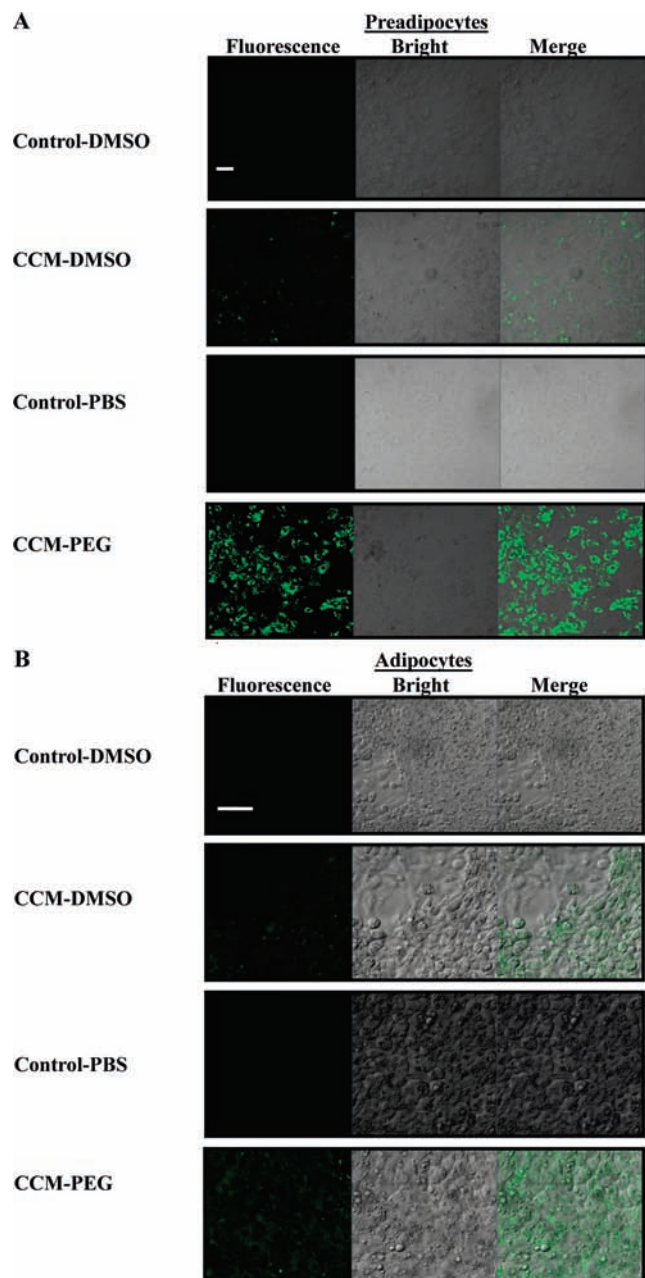 A
Preadipocytes
Fluorescence Bright Merge
Control-DMSO
CCM-DMSO
Control-PBS
CCM-PEG
B
Adipocytes
Fluorescence Bright Merge
Control-DMSO
CCM-DMSO
Control-PBS
CCM-PEG